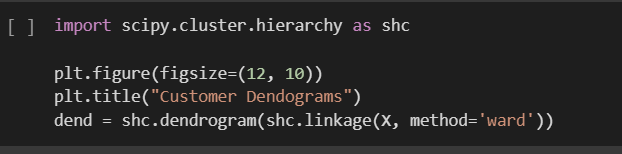 [ ] import scipy.cluster.hierarchy as shc
plt.figure(figsize=(12, 10))
plt.title("Customer Dendograms")
dend = shc.dendrogram(shc.linkage(X, method='ward'))